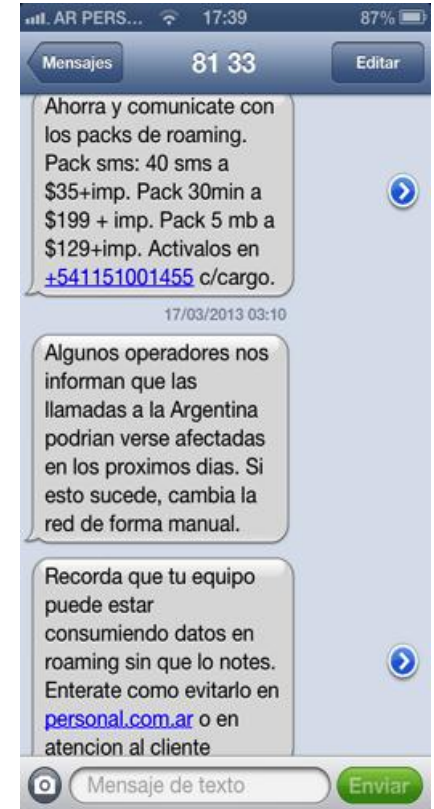 AR PERS... 17:39 87%
Mensajes 81 33 Editar
Ahorra y comunicate con
los packs de roaming.
Pack sms: 40 sms a
$35+imp. Pack 30min a
$199 + imp. Pack 5 mb a
$129+imp. Activalos en
+541151001455 c/cargo.
17/03/2013 03:10
Algunos operadores nos
informan que las
llamadas a la Argentina
podrian verse afectadas
en los proximos dias. Si
esto sucede, cambia la
red de forma manual.
Recorda que tu equipo
puede estar
consumiendo datos en
roaming sin que lo notes.
Enterate como evitarlo en
personal.com.ar o en
atencion al cliente
Mensaje de texto Enviar